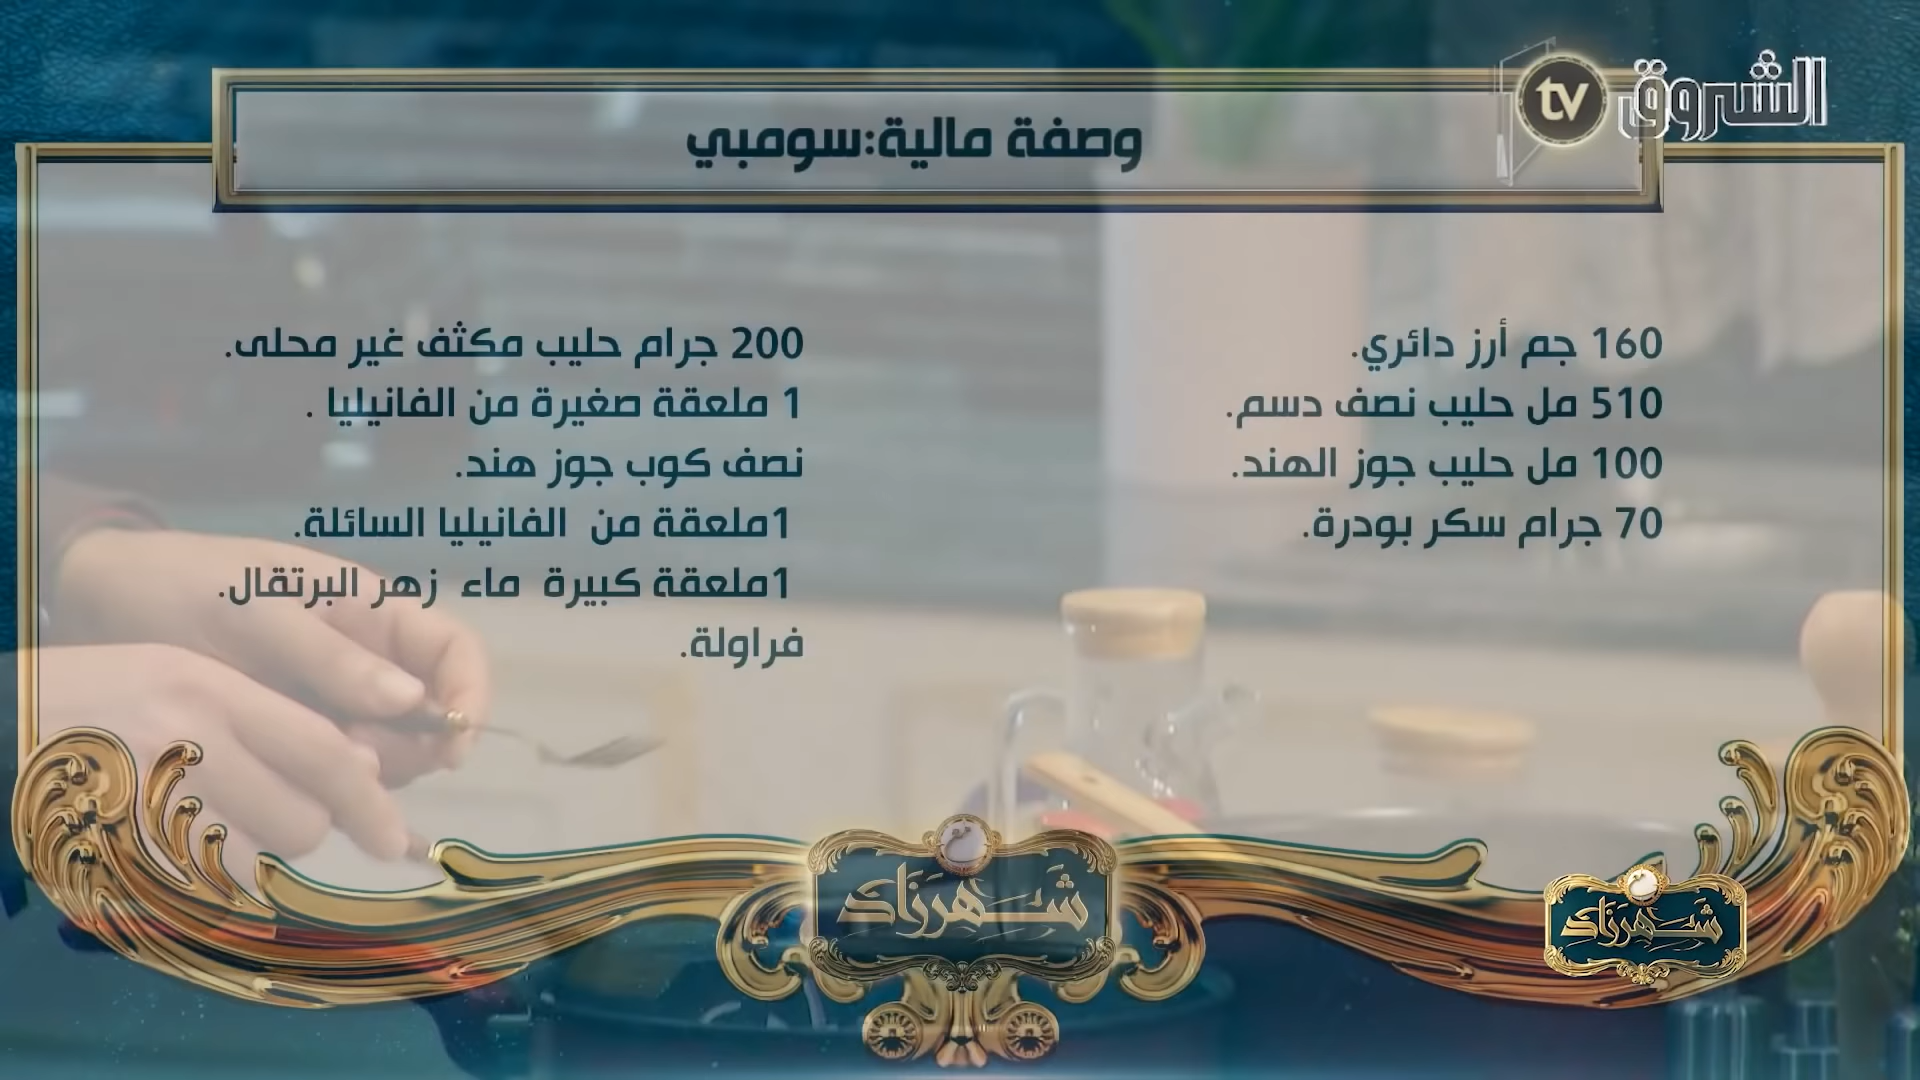 الشروق
tv
وصفة مالية:سومبي
160 جم أرز دائري.
510 مل حليب نصف دسم.
100 مل حليب جوز الهند.
70 جرام سكر بودرة.
200 جرام حليب مكثف غير محلى.
1 ملعقة صغيرة من الفانيليا .
نصف كوب جوز هند.
1ملعقة من الفانيليا السائلة.
1ملعقة كبيرة ماء زهر البرتقال.
فراولة.
مع
شهرزاد
مع
شهرزاد